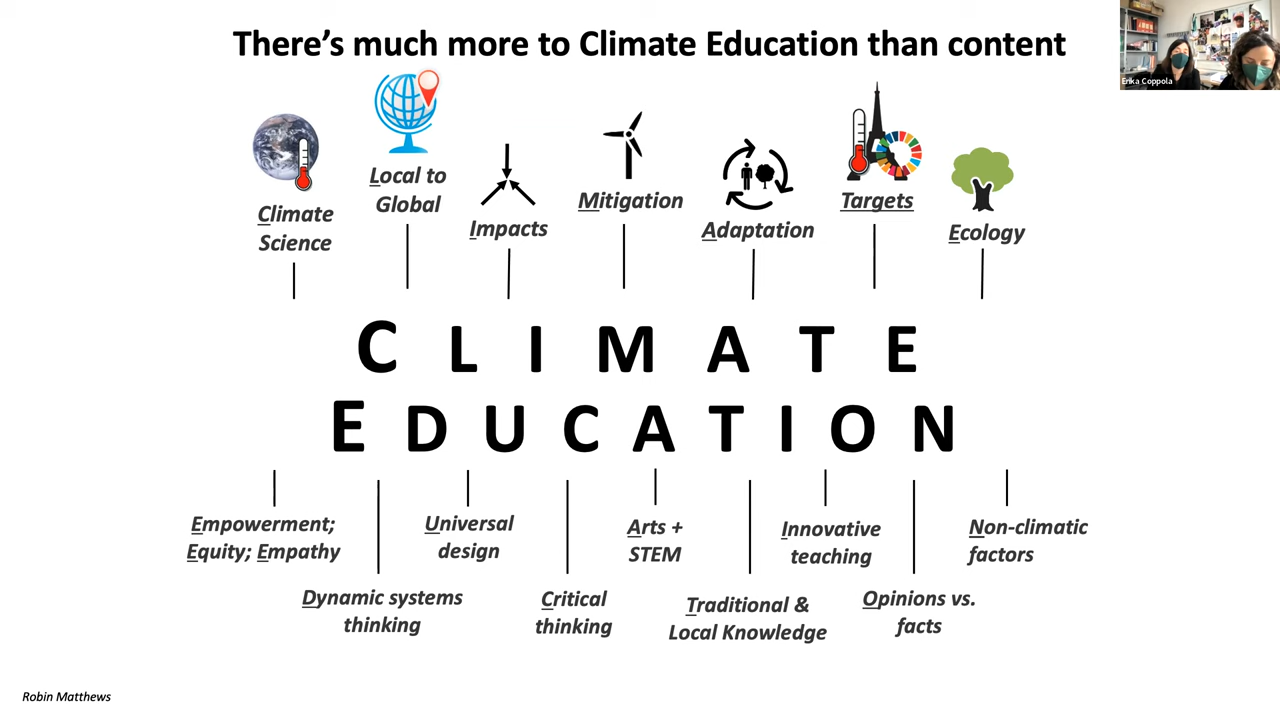 There's much more to Climate Education than content
Erika Coppola
Climate
Science
Local to
Global
Impacts
Mitigation
Adaptation
Targets
Ecology
C L I M A T E
E D U C A T I O N
Empowerment;
Equity; Empathy
Dynamic systems
thinking
Universal
design
Critical
thinking
Arts +
STEM
Traditional &
Local Knowledge
Innovative
teaching
Opinions vs.
facts
Non-climatic
factors
Robin Matthews